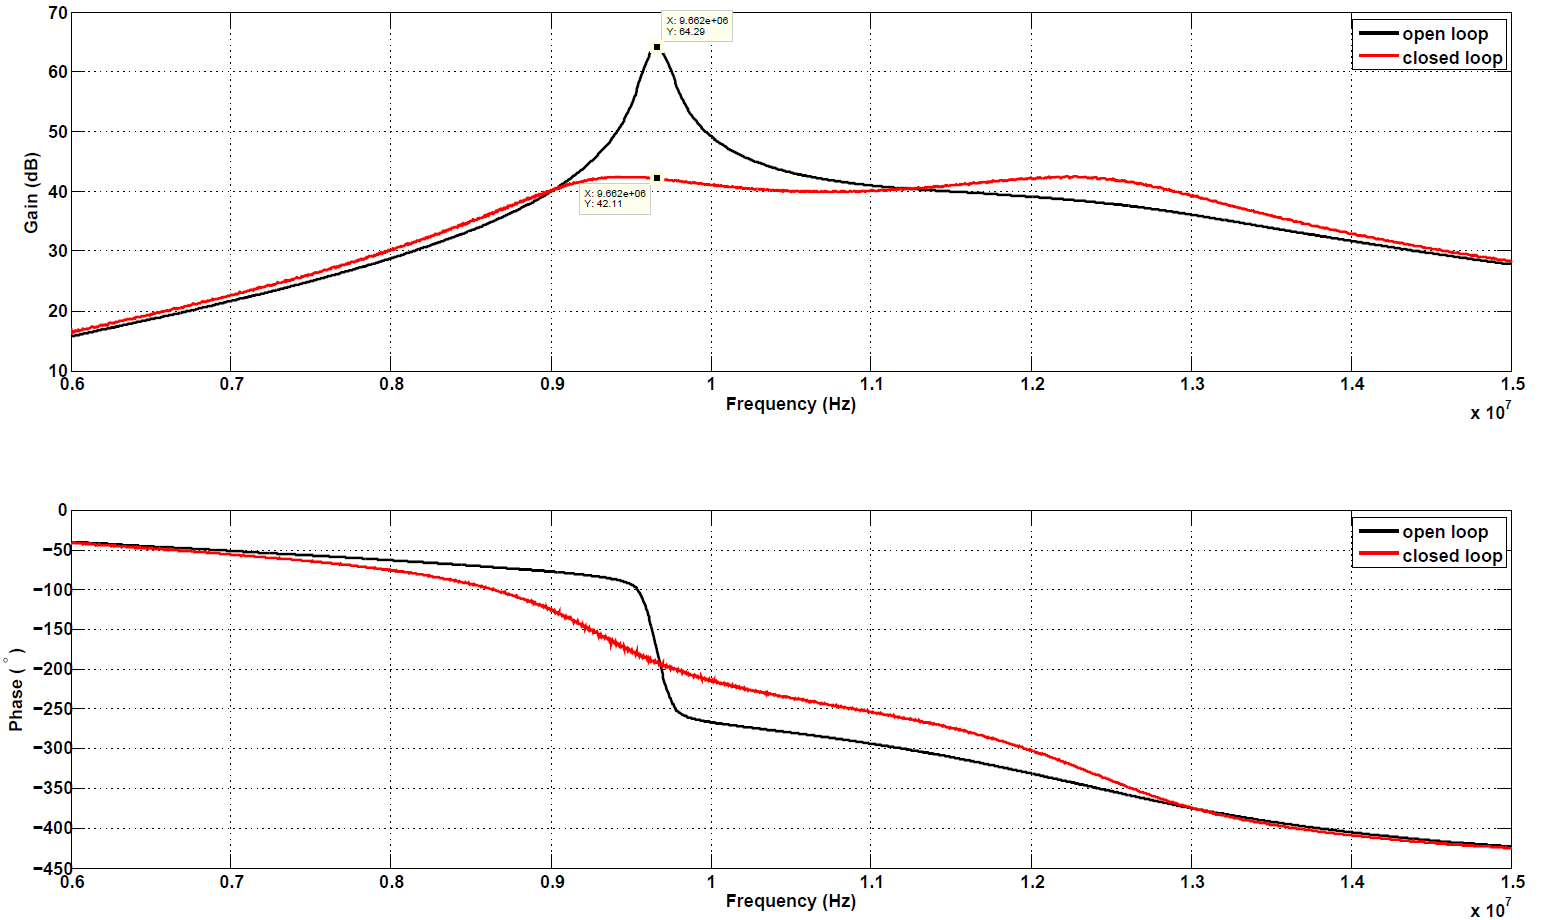 70
60
50
40
30
20
10
Gain (dB)
X: 9.662e+06
Y: 64.29
X: 9.662e+06
Y: 42.11
open loop
closed loop
0.6 0.7 0.8 0.9 1 1.1 1.2 1.3 1.4 1.5
Frequency (Hz)
x 10^7
0
−50
−100
−150
−200
−250
−300
−350
−400
−450
Phase ( ° )
open loop
closed loop
0.6 0.7 0.8 0.9 1 1.1 1.2 1.3 1.4 1.5
Frequency (Hz)
x 10^7